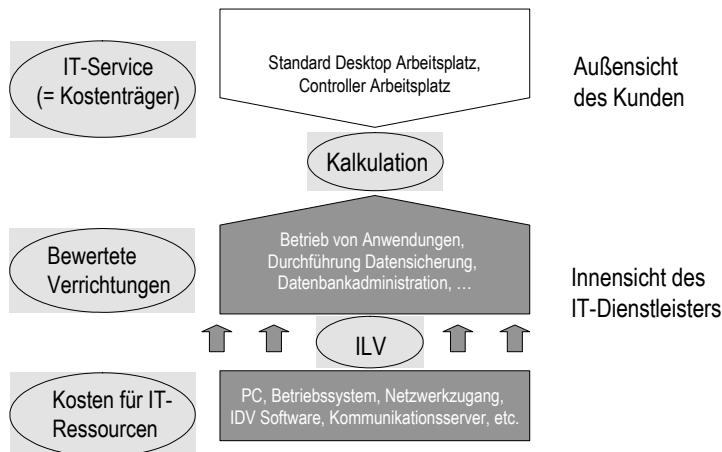 IT-Service
(= Kostenträger)
Standard Desktop Arbeitsplatz,
Controller Arbeitsplatz
Außensicht
des Kunden
Kalkulation
Bewertete
Verrichtungen
Betrieb von Anwendungen,
Durchführung Datensicherung,
Datenbankadministration, …
Innensicht des
IT-Dienstleisters
ILV
Kosten für IT-
Ressourcen
PC, Betriebssystem, Netzwerkzugang,
IDV Software, Kommunikationsserver, etc.